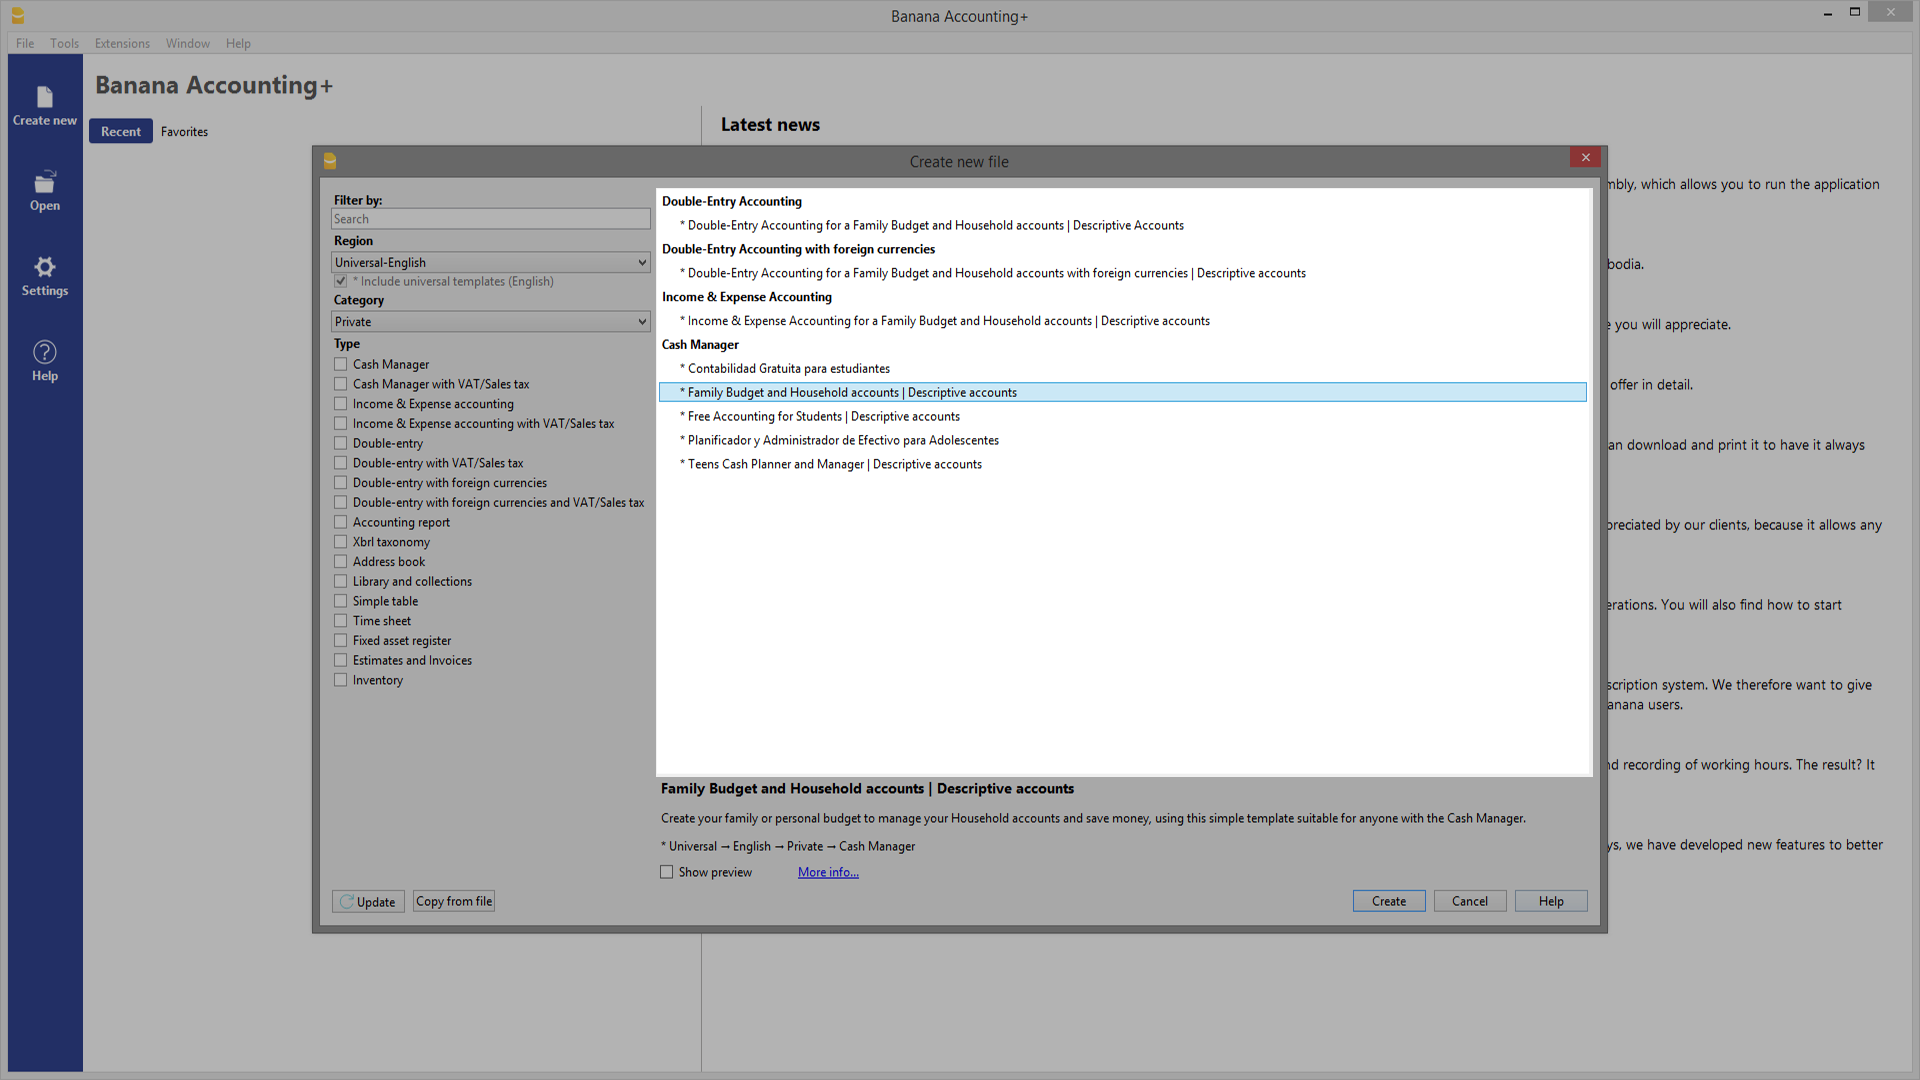 Banana Accounting+
File Tools Extensions Window Help
Create new
Open
Settings
Help
Banana Accounting+
Recent Favorites
Latest news
Create new file
Filter by:
Search
Region
Universal-English
* Include universal templates (English)
Category
Private
Type
Cash Manager
Cash Manager with VAT/Sales tax
Income & Expense accounting
Income & Expense accounting with VAT/Sales tax
Double-entry
Double-entry with VAT/Sales tax
Double-entry with foreign currencies
Double-entry with foreign currencies and VAT/Sales tax
Accounting report
Xbrl taxonomy
Address book
Library and collections
Simple table
Time sheet
Fixed asset register
Estimates and Invoices
Inventory
Update Copy from file
Double-Entry Accounting
* Double-Entry Accounting for a Family Budget and Household accounts | Descriptive Accounts
Double-Entry Accounting with foreign currencies
* Double-Entry Accounting for a Family Budget and Household accounts with foreign currencies | Descriptive accounts
Income & Expense Accounting
* Income & Expense Accounting for a Family Budget and Household accounts | Descriptive accounts
Cash Manager
* Contabilidad Gratuita para estudiantes
* Family Budget and Household accounts | Descriptive accounts
* Free Accounting for Students | Descriptive accounts
* Planificador y Administrador de Efectivo para Adolescentes
* Teens Cash Planner and Manager | Descriptive accounts
Family Budget and Household accounts | Descriptive accounts
Create your family or personal budget to manage your Household accounts and save money, using this simple template suitable for anyone with the Cash Manager.
* Universal → English → Private → Cash Manager
Show preview More info...
Create Cancel Help
which allows you to run the application
you will appreciate.
offer in detail.
download and print it to have it always
by our clients, because it allows any
You will also find how to start
system. We therefore want to give
users.
recording of working hours. The result? It
we have developed new features to better